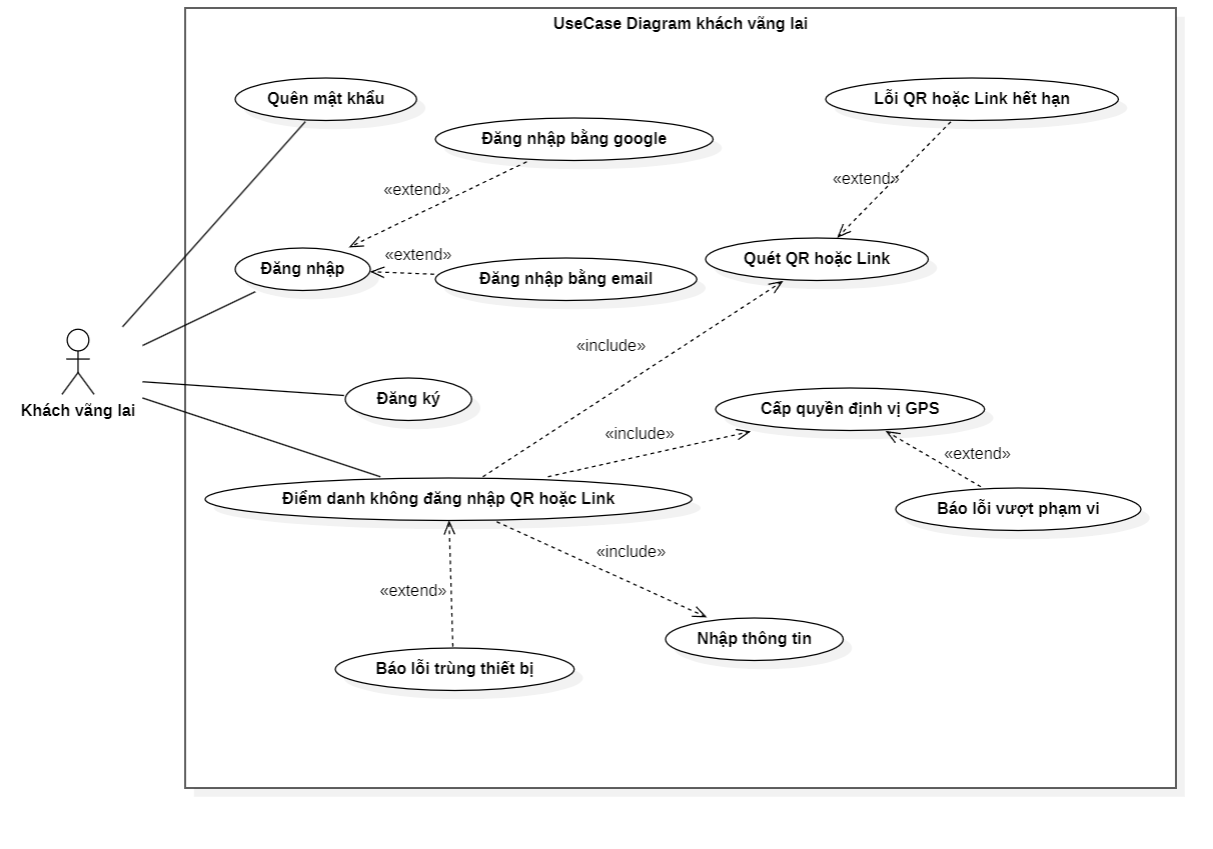 UseCase Diagram khách vãng lai
Quên mật khẩu
Lỗi QR hoặc Link hết hạn
Đăng nhập bằng google
«extend»
«extend»
Đăng nhập
«extend»
Đăng nhập bằng email
Quét QR hoặc Link
«include»
Khách vãng lai
Đăng ký
Cấp quyền định vị GPS
«include»
«extend»
Điểm danh không đăng nhập QR hoặc Link
Báo lỗi vượt phạm vi
«include»
«extend»
Nhập thông tin
Báo lỗi trùng thiết bị